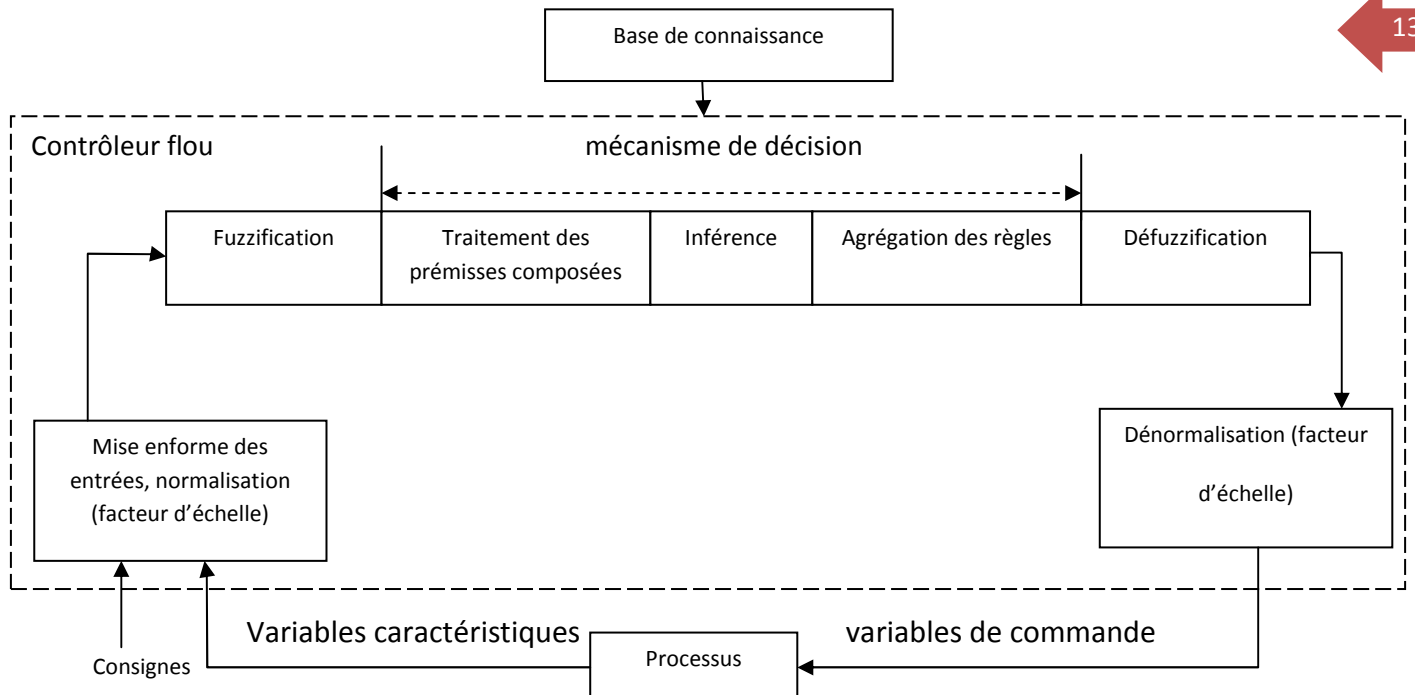 Base de connaissance
13
Contrôleur flou
mécanisme de décision
Fuzzification
Traitement des
prémisses composées
Inférence
Agrégation des règles
Défuzzification
Mise enforme des
entrées, normalisation
(facteur d'échelle)
Dénormalisation (facteur
d'échelle)
Variables caractéristiques
variables de commande
Consignes
Processus